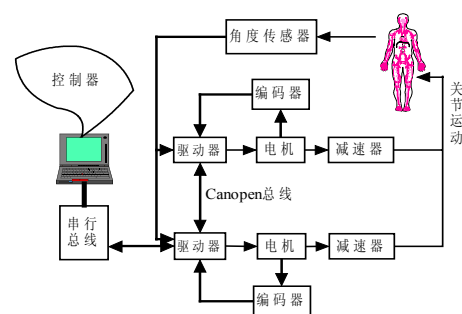 角度传感器
控制器
编码器
关节运动
驱动器
电机
减速器
Canopen总线
串行
总线
驱动器
电机
减速器
编码器